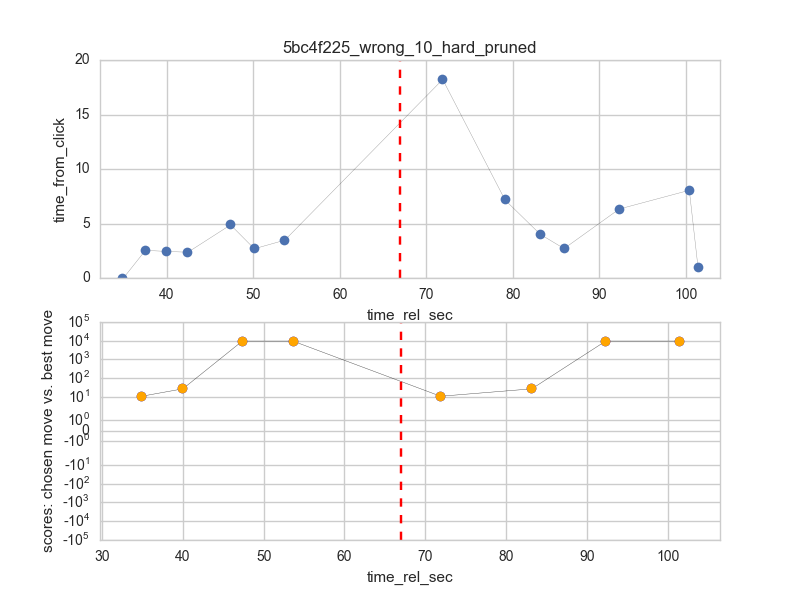 5bc4f225_wrong_10_hard_pruned
time_from_click
20
15
10
5
0
40 50 60 70 80 90 100
time_rel_sec
scores: chosen move vs. best move
10^5
10^4
10^3
10^2
10^1
10^0
0
-10^0
-10^1
-10^2
-10^3
-10^4
-10^5
30 40 50 60 70 80 90 100
time_rel_sec